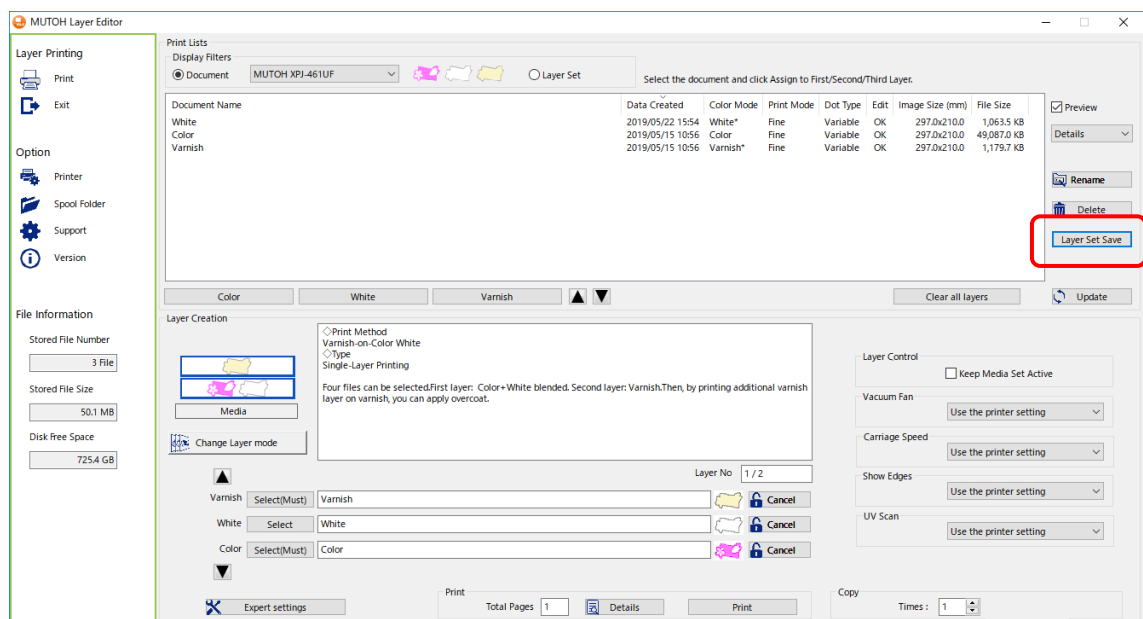 MUTOH Layer Editor
Layer Printing
Print
Exit
Option
Printer
Spool Folder
Support
Version
File Information
Stored File Number
3 File
Stored File Size
50.1 MB
Disk Free Space
725.4 GB
Print Lists
Display Filters
Document MUTOH XPJ-461UF Layer Set
Select the document and click Assign to First/Second/Third Layer.
Document Name Data Created Color Mode Print Mode Dot Type Edit Image Size (mm) File Size
White 2019/05/22 15:54 White* Fine Variable OK 297.0x210.0 1,063.5 KB
Color 2019/05/15 10:56 Color Fine Variable OK 297.0x210.0 49,087.0 KB
Varnish 2019/05/15 10:56 Varnish* Fine Variable OK 297.0x210.0 1,179.7 KB
Preview
Details
Rename
Delete
Layer Set Save
Color White Varnish Clear all layers Update
Layer Creation
Media
Change Layer mode
◇Print Method
Varnish-on-Color White
◇Type
Single-Layer Printing
Four files can be selected.First layer: Color+White blended. Second layer: Varnish.Then, by printing additional varnish
layer on varnish, you can apply overcoat.
Layer No 1 / 2
Varnish Select(Must) Varnish Cancel
White Select White Cancel
Color Select(Must) Color Cancel
Layer Control
Keep Media Set Active
Vacuum Fan
Use the printer setting
Carriage Speed
Use the printer setting
Show Edges
Use the printer setting
UV Scan
Use the printer setting
Expert settings
Print
Total Pages 1 Details Print
Copy
Times : 1